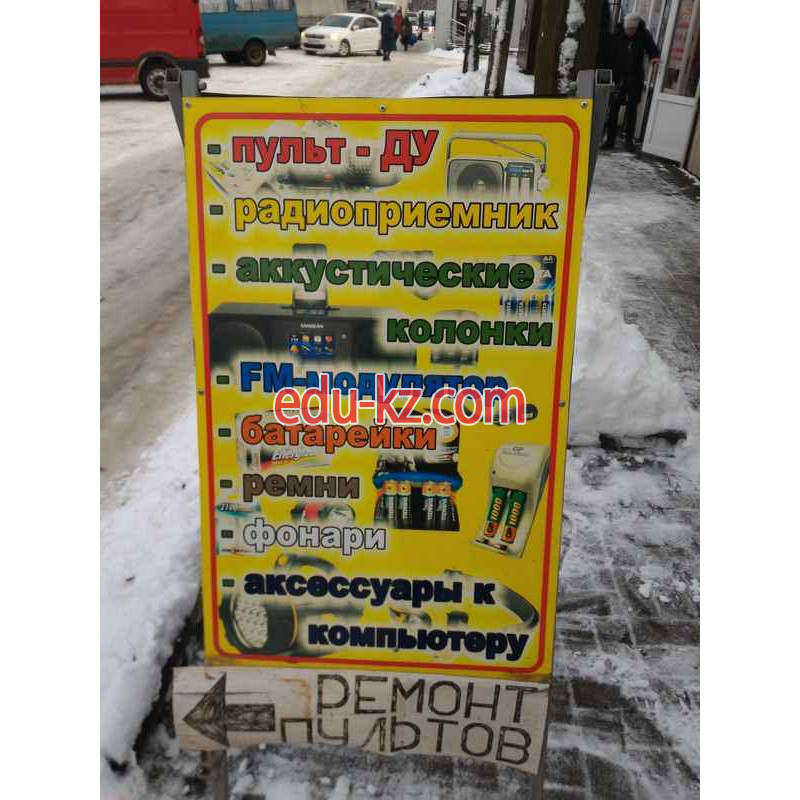 - пульт - ДУ
- радиоприемник
- аккустические
колонки
- FM-модулятор
edu-kz.com
- батарейки
- ремни
- фонари
- аксессуары к
компьютеру
РЕМОНТ
ПУЛЬТОВ